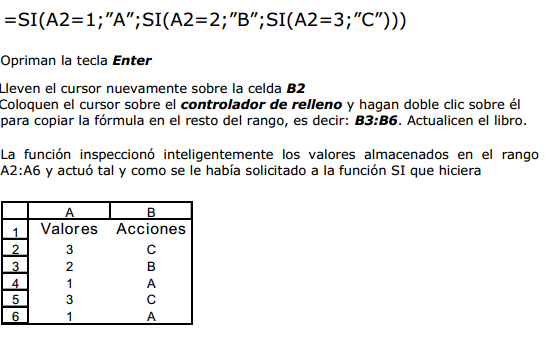 =SI(A2=1;”A”;SI(A2=2;”B”;SI(A2=3;”C”)))
Opriman la tecla Enter
Lleven el cursor nuevamente sobre la celda B2
Coloquen el cursor sobre el controlador de relleno y hagan doble clic sobre él
para copiar la fórmula en el resto del rango, es decir: B3:B6. Actualicen el libro.
La función inspeccionó inteligentemente los valores almacenados en el rango
A2:A6 y actuó tal y como se le había solicitado a la función SI que hiciera
A B
1 Valores Acciones
2 3 C
3 2 B
4 1 A
5 3 C
6 1 A